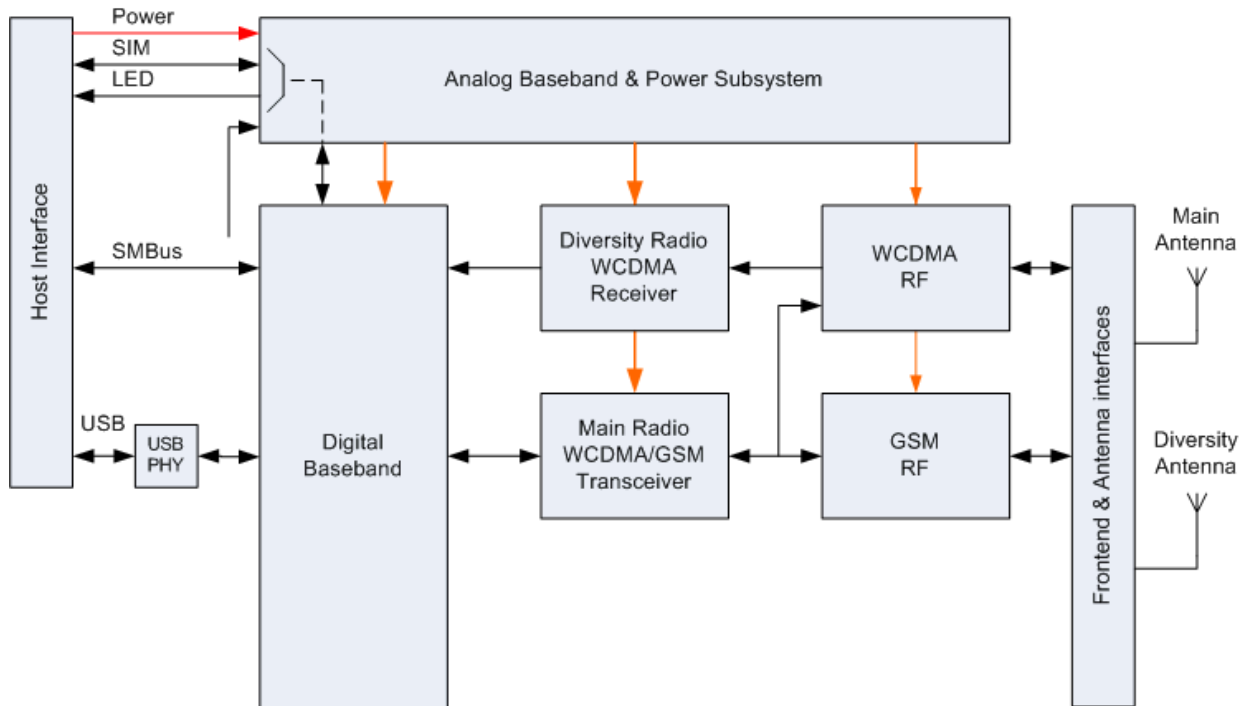 Power
SIM
LED
Analog Baseband & Power Subsystem
Host Interface
SMBus
Diversity Radio
WCDMA
Receiver
WCDMA
RF
Main
Antenna
USB
USB
PHY
Digital
Baseband
Main Radio
WCDMA/GSM
Transceiver
GSM
RF
Frontend & Antenna interfaces
Diversity
Antenna